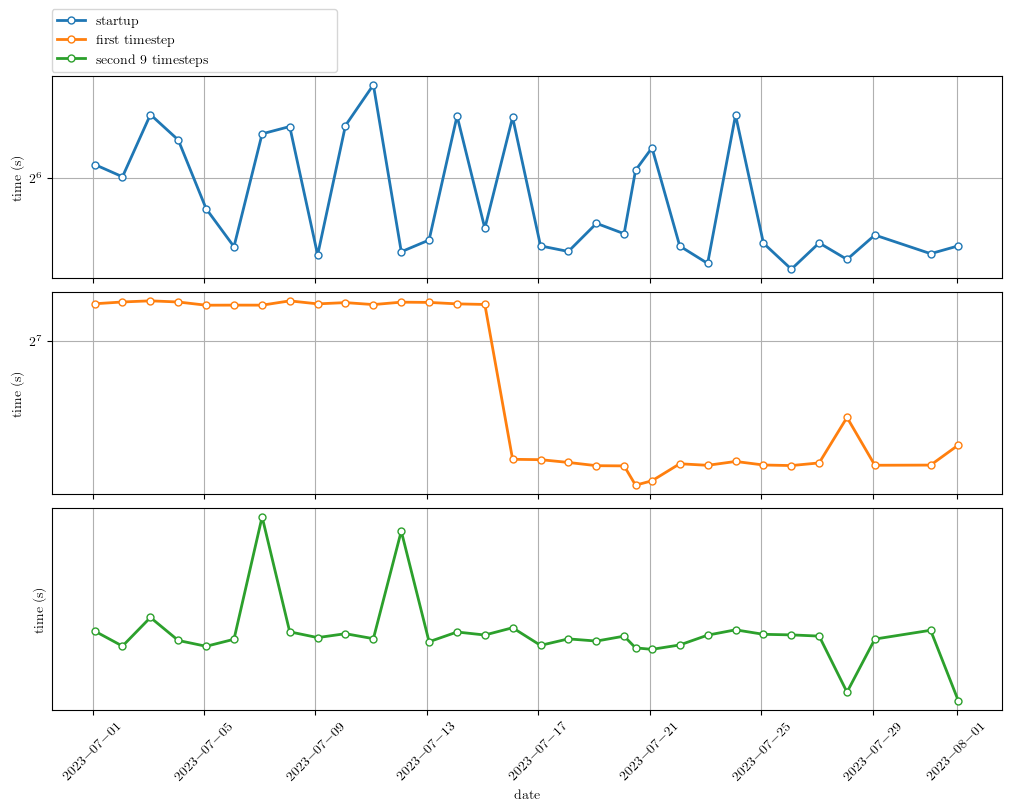 startup
first timestep
second 9 timesteps
time (s)
2^6
time (s)
2^7
time (s)
2023−07−01
2023−07−05
2023−07−09
2023−07−13
2023−07−17
2023−07−21
2023−07−25
2023−07−29
2023−08−01
date